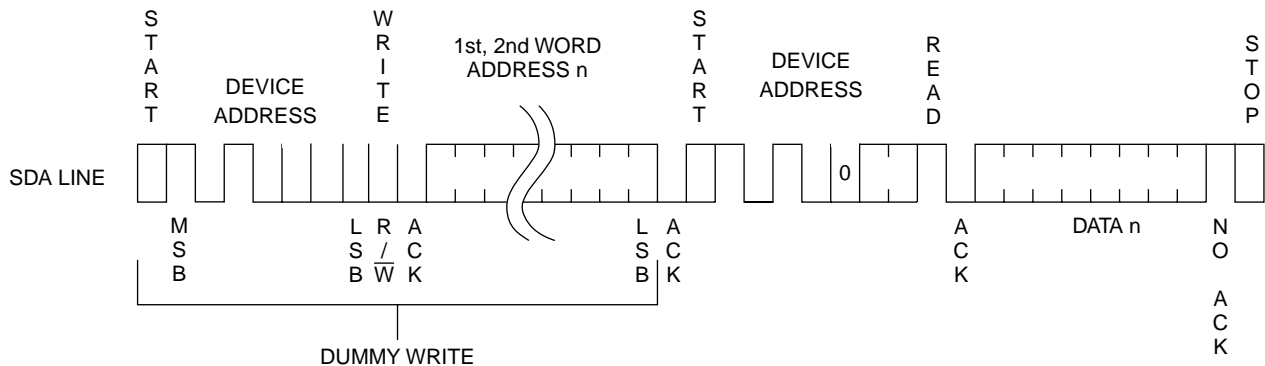 START
WRITE
1st, 2nd WORD
ADDRESS n
START
READ
STOP
DEVICE
ADDRESS
DEVICE
ADDRESS
SDA LINE
0
MSB
LSB
R/W
ACK
LSB
ACK
ACK
DATA n
NO ACK
DUMMY WRITE